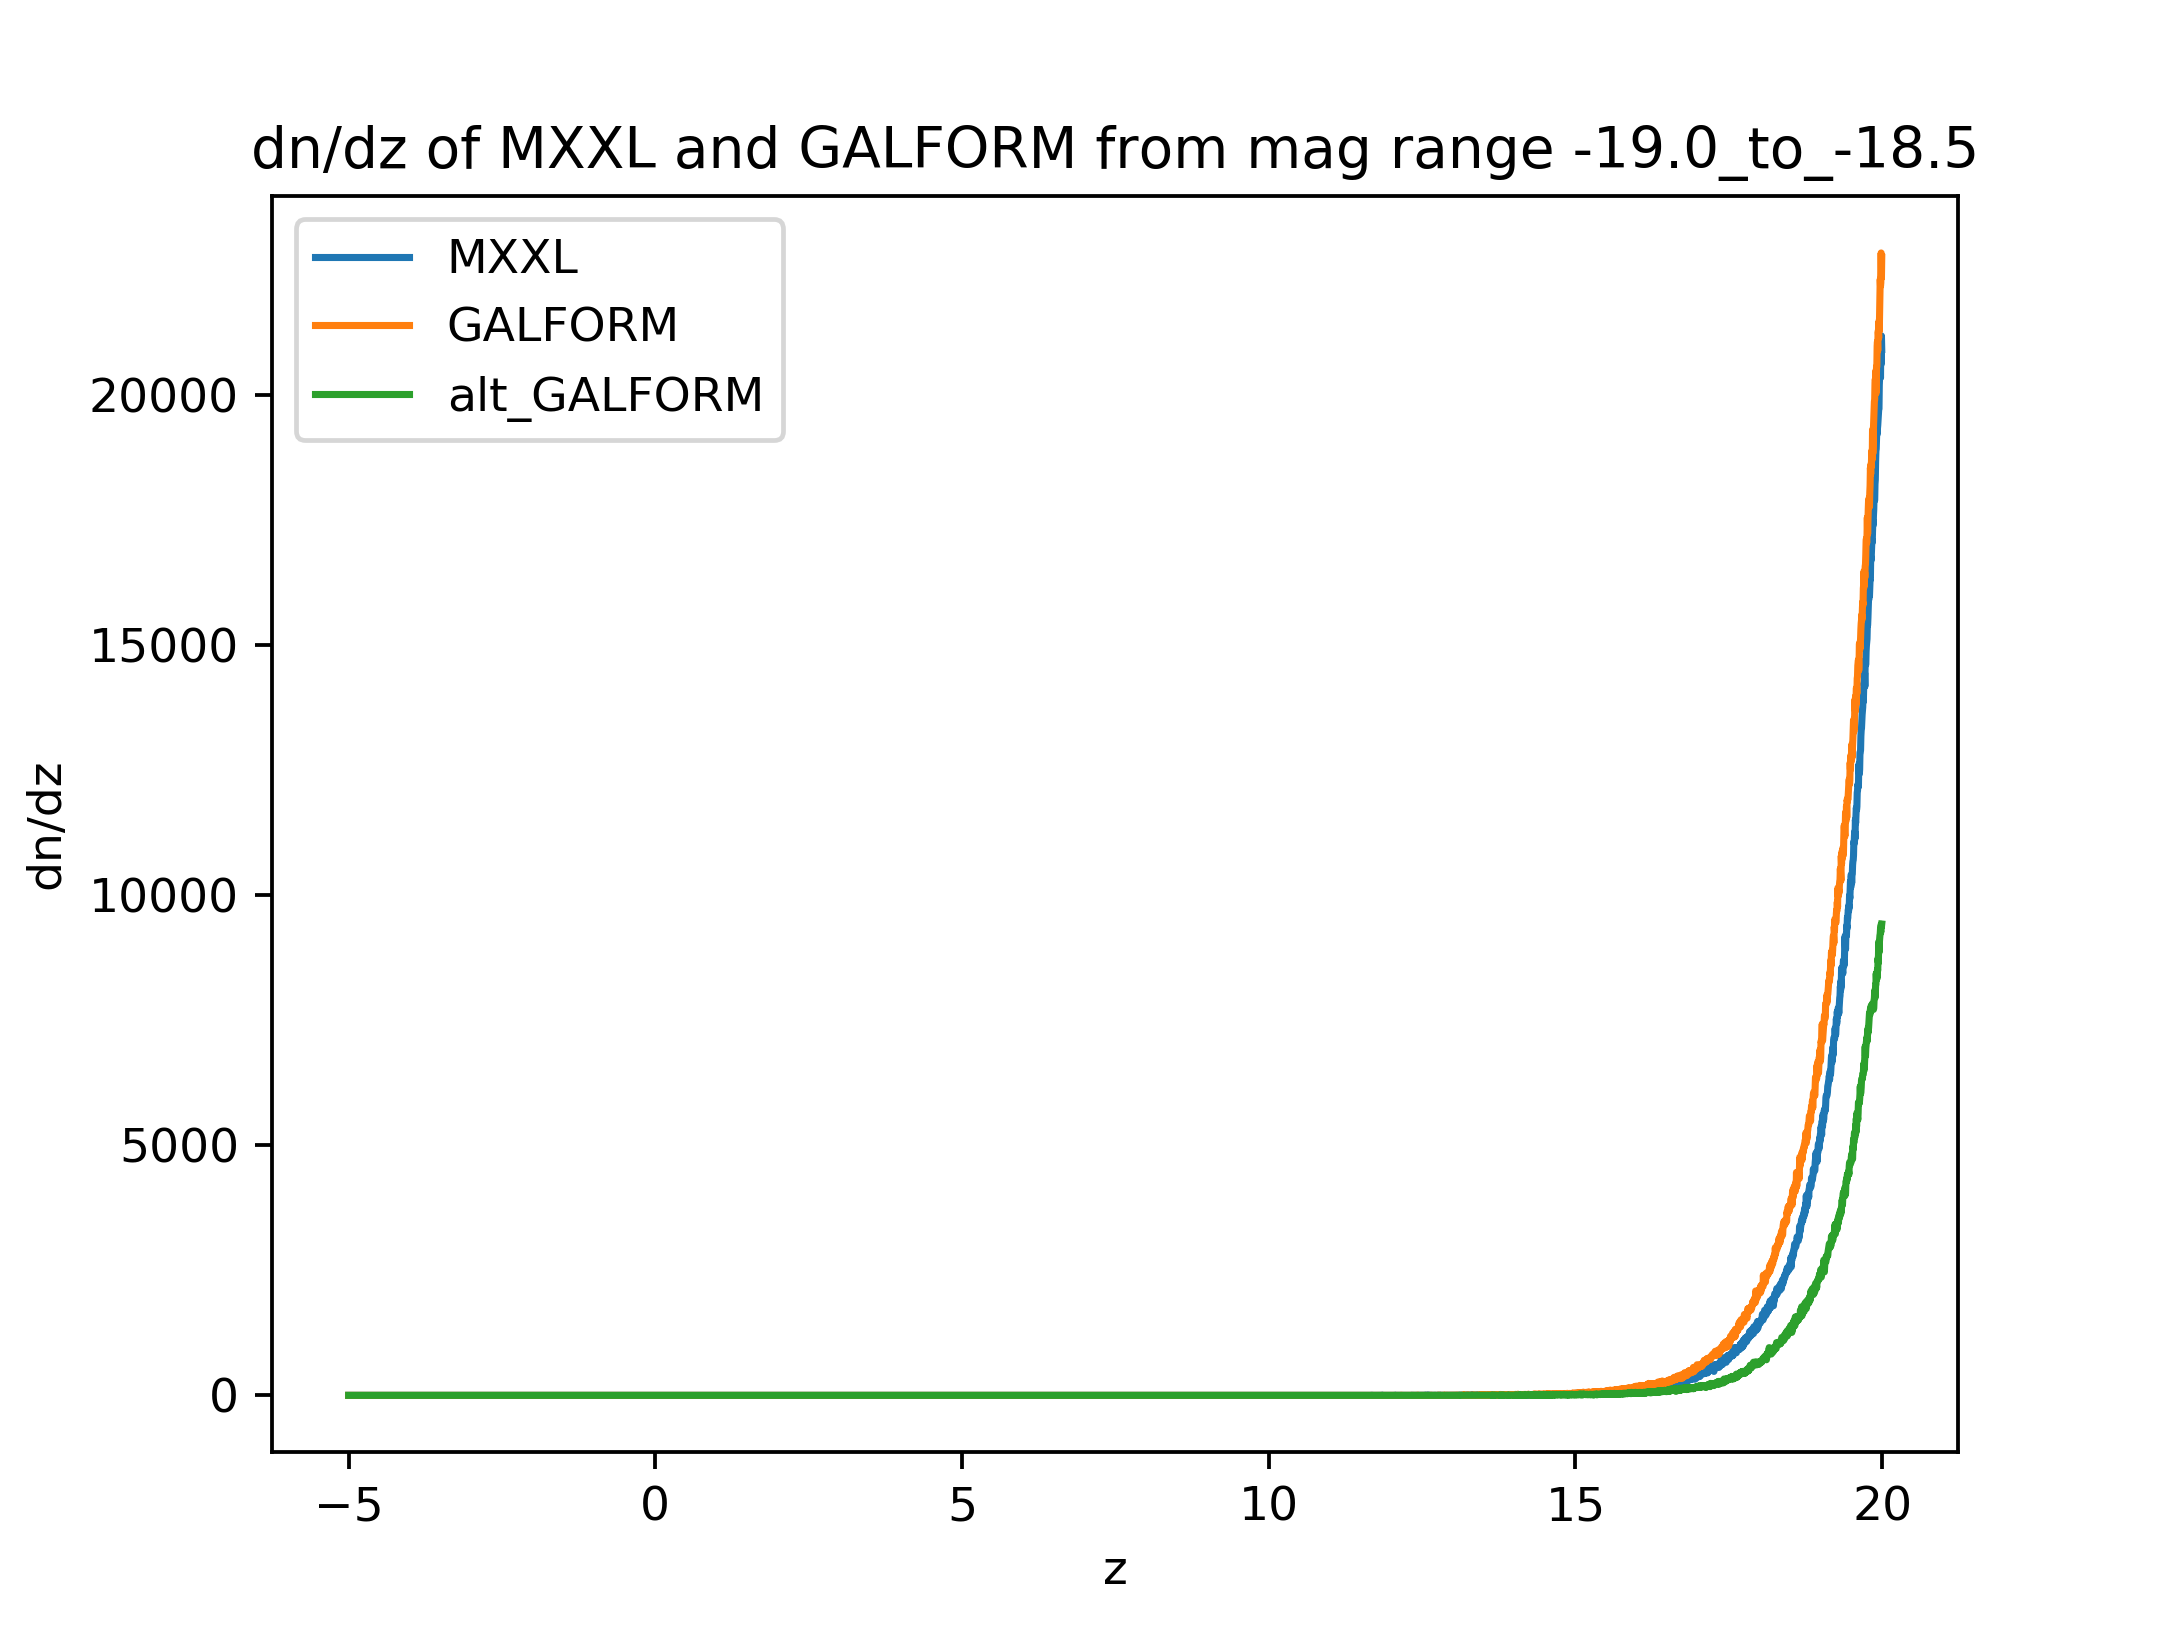 dn/dz of MXXL and GALFORM from mag range -19.0_to_-18.5
MXXL
GALFORM
alt_GALFORM
20000
15000
10000
5000
0
dn/dz
−5 0 5 10 15 20
z